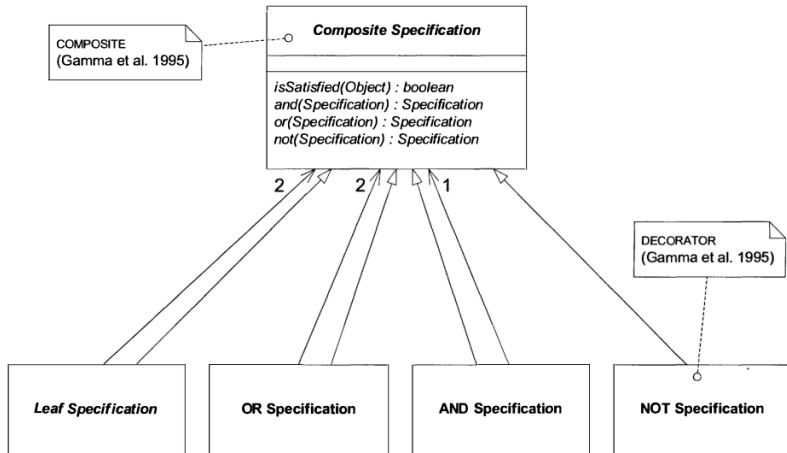 Composite Specification
COMPOSITE
(Gamma et al. 1995)
isSatisfied(Object) : boolean
and(Specification) : Specification
or(Specification) : Specification
not(Specification) : Specification
2
2
1
DECORATOR
(Gamma et al. 1995)
Leaf Specification
OR Specification
AND Specification
NOT Specification